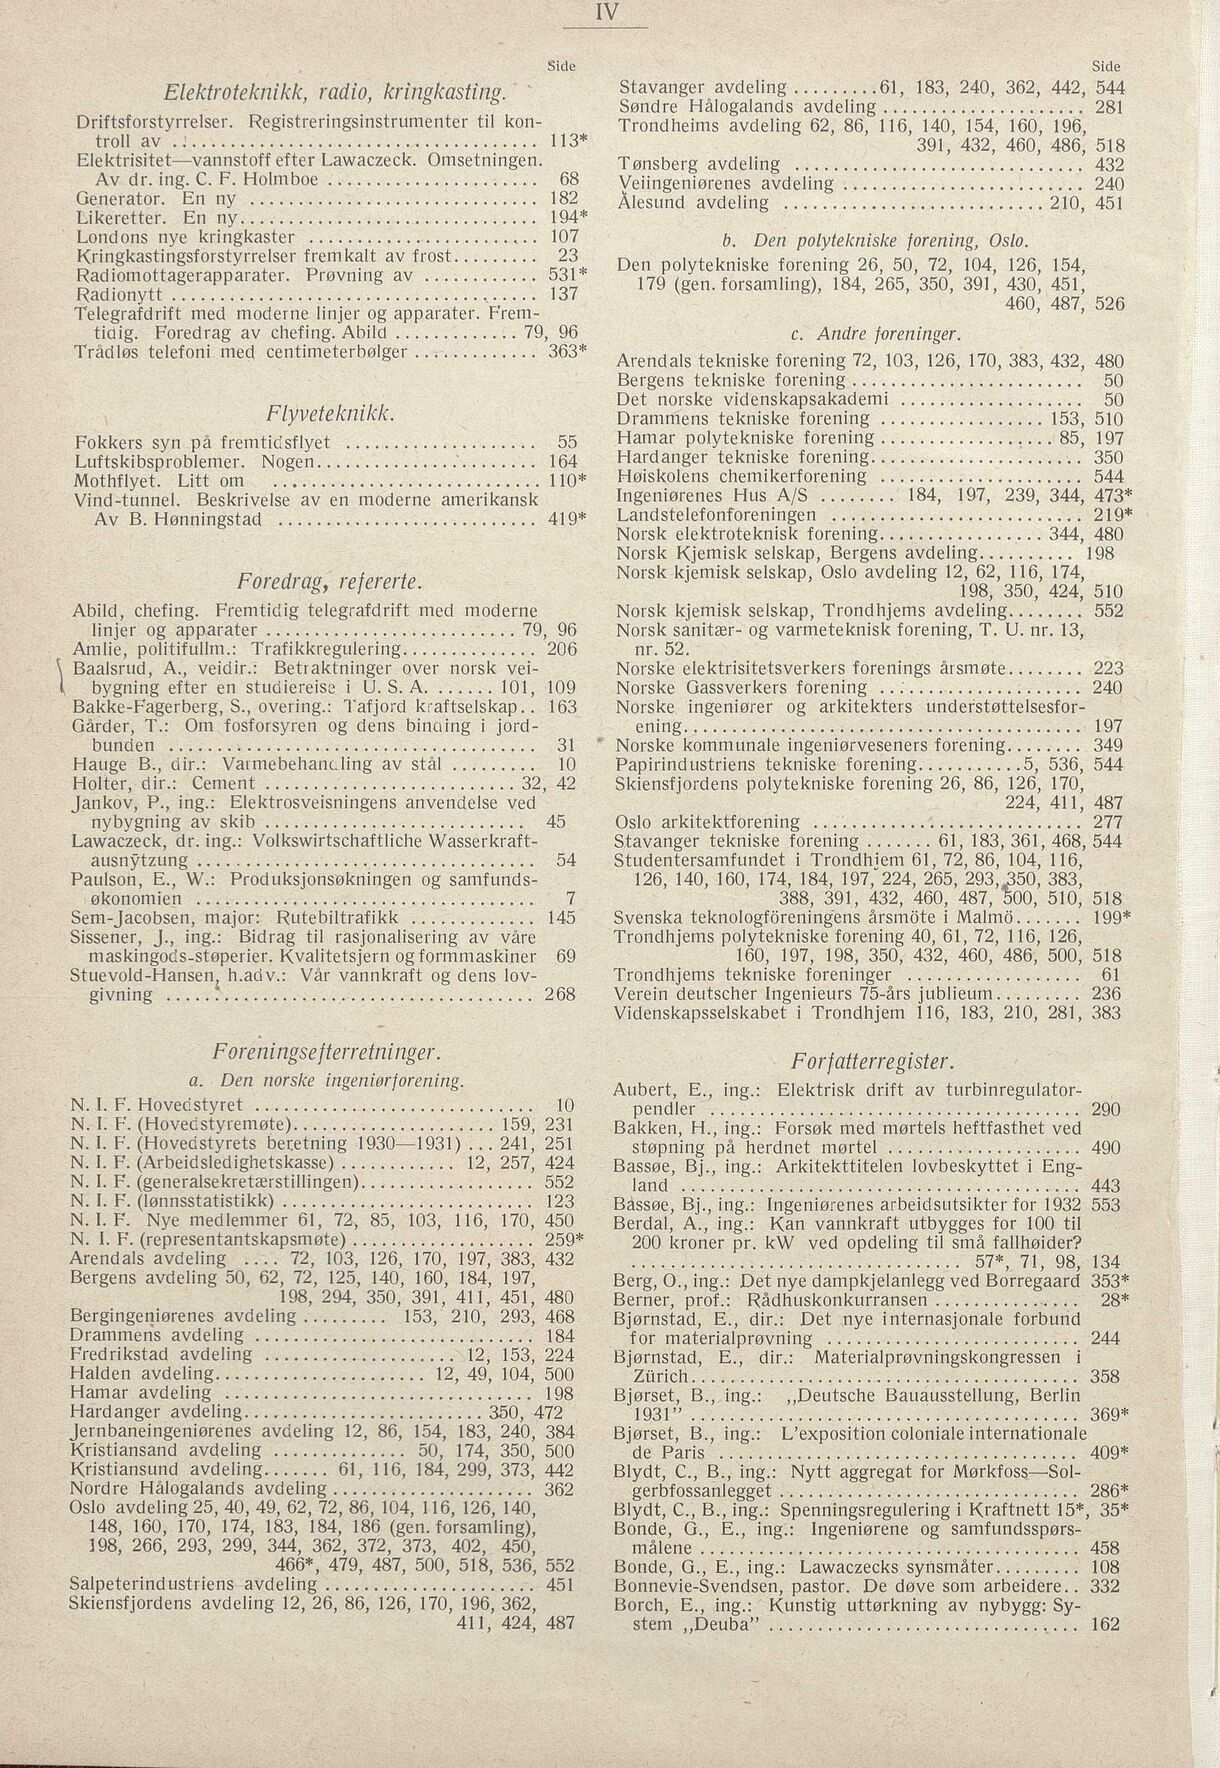 IV
Side
Elektroteknikk, radio, kringkasting.
Driftsforstyrrelser. Registreringsinstrumenter til kon-
troll av .................................... 113*
Elektrisitet—vannstoff efter Lawaczeck. Omsetningen.
Av dr. ing. C. F. Holmboe ...................... 68
Generator. En ny .............................. 182
Likeretter. En ny............................... 194*
Londons nye kringkaster ........................ 107
Kringkastingsforstyrrelser fremkalt av frost......... 23
Radiomottagerapparater. Prøvning av ............ 531*
Radionytt ...................................... 137
Telegrafdrift med moderne linjer og apparater. Frem-
tidig. Foredrag av chefing. Abild ............. 79, 96
Trådløs telefoni med centimeterbølger ............. 363*
Flyveteknikk.
Fokkers syn på fremtidsflyet .................... 55
Luftskibsproblemer. Nogen....................... 164
Mothflyet. Litt om ............................ 110*
Vind-tunnel. Beskrivelse av en moderne amerikansk
Av B. Hønningstad ........................... 419*
Foredrag, refererte.
Abild, chefing. Fremtidig telegrafdrift med moderne
linjer og apparater .......................... 79, 96
Amlie, politifullm.: Trafikkregulering.............. 206
Baalsrud, A., veidir.: Betraktninger over norsk vei-
bygning efter en studiereise i U. S. A. ...... 101, 109
Bakke-Fagerberg, S., overing.: Tafjord kraftselskap.. 163
Gårder, T.: Om fosforsyren og dens binding i jord-
bunden ...................................... 31
Hauge B., dir.: Varmebehandling av stål ......... 10
Holter, dir.: Cement .......................... 32, 42
Jankov, P., ing.: Elektrosveisningens anvendelse ved
nybygning av skib ........................... 45
Lawaczeck, dr. ing.: Volkswirtschaftliche Wasserkraft-
ausnÿtzung ................................... 54
Paulson, E., W.: Produksjonsøkningen og samfunds-
økonomien .................................. 7
Sem-Jacobsen, major: Rutebiltrafikk ............. 145
Sissener, J., ing.: Bidrag til rasjonalisering av våre
maskingods-støperier. Kvalitetsjern og formmaskiner 69
Stuevold-Hansen, h.adv.: Vår vannkraft og dens lov-
givning ...................................... 268
Foreningsefterretninger.
a. Den norske ingeniørforening.
N. I. F. Hovedstyret ............................. 10
N. I. F. (Hovedstyremøte)..................... 159, 231
N. I. F. (Hovedstyrets beretning 1930—1931) ... 241, 251
N. I. F. (Arbeidsledighetskasse) ............ 12, 257, 424
N. I. F. (generalsekretærstillingen).................. 552
N. I. F. (lønnsstatistikk) .......................... 123
N. I. F. Nye medlemmer 61, 72, 85, 103, 116, 170, 450
N. I. F. (representantskapsmøte) ................... 259*
Arendals avdeling .... 72, 103, 126, 170, 197, 383, 432
Bergens avdeling 50, 62, 72, 125, 140, 160, 184, 197,
198, 294, 350, 391, 411, 451, 480
Bergingeniørenes avdeling ......... 153, 210, 293, 468
Drammens avdeling ............................. 184
Fredrikstad avdeling .................... 12, 153, 224
Halden avdeling...................... 12, 49, 104, 500
Hamar avdeling ................................ 198
Hardanger avdeling......................... 350, 472
Jernbaneingeniørenes avdeling 12, 86, 154, 183, 240, 384
Kristiansand avdeling .............. 50, 174, 350, 500
Kristiansund avdeling....... 61, 116, 184, 299, 373, 442
Nordre Hålogalands avdeling ..................... 362
Oslo avdeling 25, 40, 49, 62, 72, 86, 104, 116, 126, 140,
148, 160, 170, 174, 183, 184, 186 (gen. forsamling),
198, 266, 293, 299, 344, 362, 372, 373, 402, 450,
466*, 479, 487, 500, 518, 536, 552
Salpeterindustriens avdeling ...................... 451
Skiensfjordens avdeling 12, 26, 86, 126, 170, 196, 362,
411, 424, 487
Side
Stavanger avdeling .........61, 183, 240, 362, 442, 544
Søndre Hålogalands avdeling ..................... 281
Trondheims avdeling 62, 86, 116, 140, 154, 160, 196,
391, 432, 460, 486, 518
Tønsberg avdeling .............................. 432
Veiingeniørenes avdeling ......................... 240
Ålesund avdeling ........................... 210, 451
b. Den polytekniske forening, Oslo.
Den polytekniske forening 26, 50, 72, 104, 126, 154,
179 (gen. forsamling), 184, 265, 350, 391, 430, 451,
460, 487, 526
c. Andre foreninger.
Arendals tekniske forening 72, 103, 126, 170, 383, 432, 480
Bergens tekniske forening ........................ 50
Det norske videnskapsakademi ................... 50
Drammens tekniske forening ................. 153, 510
Hamar polytekniske forening .................. 85, 197
Hardanger tekniske forening...................... 350
Høiskolens chemikerforening ..................... 544
Ingeniørenes Hus A/S ........ 184, 197, 239, 344, 473*
Landstelefonforeningen .......................... 219*
Norsk elektroteknisk forening................. 344, 480
Norsk Kjemisk selskap, Bergens avdeling.......... 198
Norsk kjemisk selskap, Oslo avdeling 12, 62, 116, 174,
198, 350, 424, 510
Norsk kjemisk selskap, Trondhjems avdeling........ 552
Norsk sanitær- og varmeteknisk forening, T. U. nr. 13,
nr. 52.
Norske elektrisitetsverkers forenings årsmøte........ 223
Norske Gassverkers forening ..................... 240
Norske ingeniører og arkitekters understøttelsesfor-
ening......................................... 197
Norske kommunale ingeniørveseners forening........ 349
Papirindustriens tekniske forening...........5, 536, 544
Skiensfjordens polytekniske forening 26, 86, 126, 170,
224, 411, 487
Oslo arkitektforening ............................ 277
Stavanger tekniske forening ....... 61, 183, 361, 468, 544
Studentersamfundet i Trondhjem 61, 72, 86, 104, 116,
126, 140, 160, 174, 184, 197, 224, 265, 293, 350, 383,
388, 391, 432, 460, 487, 500, 510, 518
Svenska teknologföreningens årsmöte i Malmö....... 199*
Trondhjems polytekniske forening 40, 61, 72, 116, 126,
160, 197, 198, 350, 432, 460, 486, 500, 518
Trondhjems tekniske foreninger .................. 61
Verein deutscher Ingenieurs 75-års jublieum......... 236
Videnskapsselskabet i Trondhjem 116, 183, 210, 281, 383
Forfatterregister.
Aubert, E., ing.: Elektrisk drift av turbinregulator-
pendler ....................................... 290
Bakken, H., ing.: Forsøk med mørtels heftfasthet ved
støpning på herdnet mørtel .................... 490
Bassøe, Bj., ing.: Arkitekttitelen lovbeskyttet i Eng-
land .......................................... 443
Bassøe, Bj., ing.: Ingeniørenes arbeidsutsikter for 1932 553
Berdal, A., ing.: Kan vannkraft utbygges for 100 til
200 kroner pr. kW ved opdeling til små fallhøider?
.................................. 57*, 71, 98, 134
Berg, O., ing.: Det nye dampkjelanlegg ved Borregaard 353*
Berner, prof.: Rådhuskonkurransen ............... 28*
Bjørnstad, E., dir.: Det nye internasjonale forbund
for materialprøvning .......................... 244
Bjørnstad, E., dir.: Materialprøvningskongressen i
Zürich........................................ 358
Bjørset, B., ing.: „Deutsche Bauausstellung, Berlin
1931” ........................................ 369*
Bjørset, B., ing.: L'exposition coloniale internationale
de Paris ..................................... 409*
Blydt, C., B., ing.: Nytt aggregat for Mørkfoss—Sol-
gerbfossanlegget ............................... 286*
Blydt, C., B., ing.: Spenningsregulering i Kraftnett 15*, 35*
Bonde, G., E., ing.: Ingeniørene og samfundsspørs-
målene ....................................... 458
Bonde, G., E., ing.: Lawaczecks synsmåter......... 108
Bonnevie-Svendsen, pastor. De døve som arbeidere.. 332
Borch, E., ing.: Kunstig uttørkning av nybygg: Sy-
stem „Deuba” ................................ 162